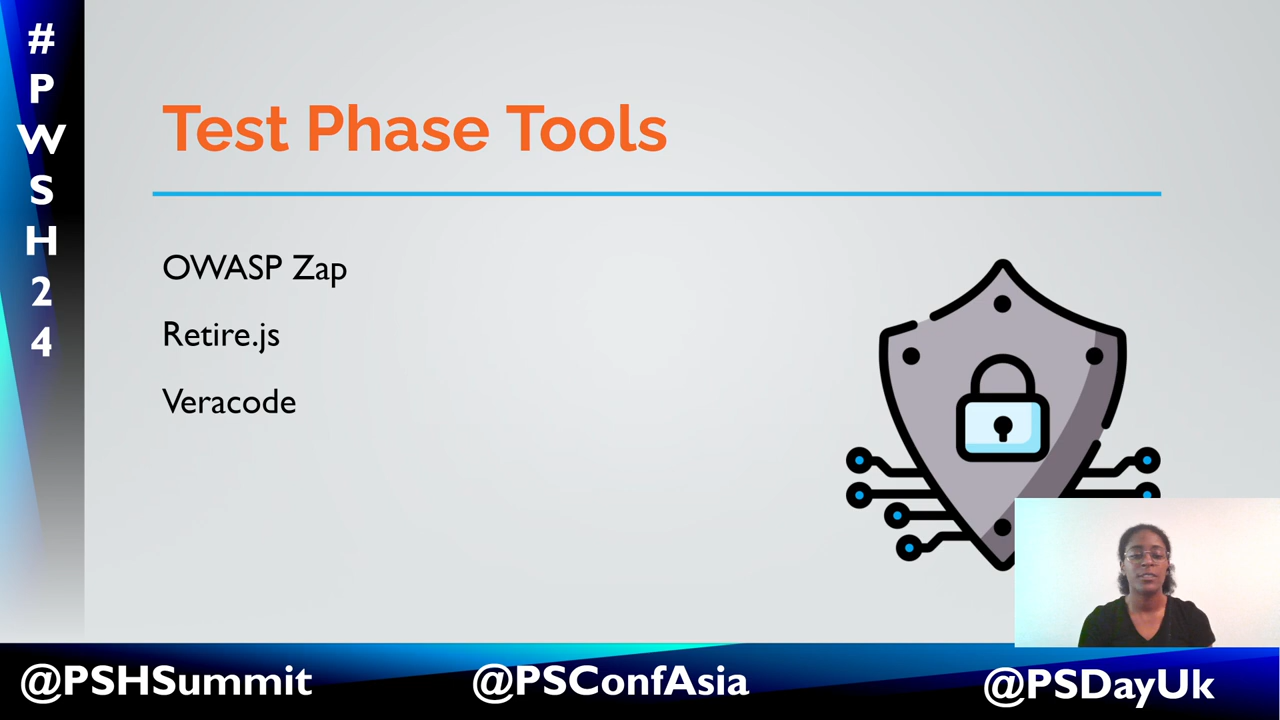 #
P
W
S
H
2
4
Test Phase Tools
OWASP Zap
Retire.js
Veracode
@PSHSummit
@PSConfAsia
@PSDayUk